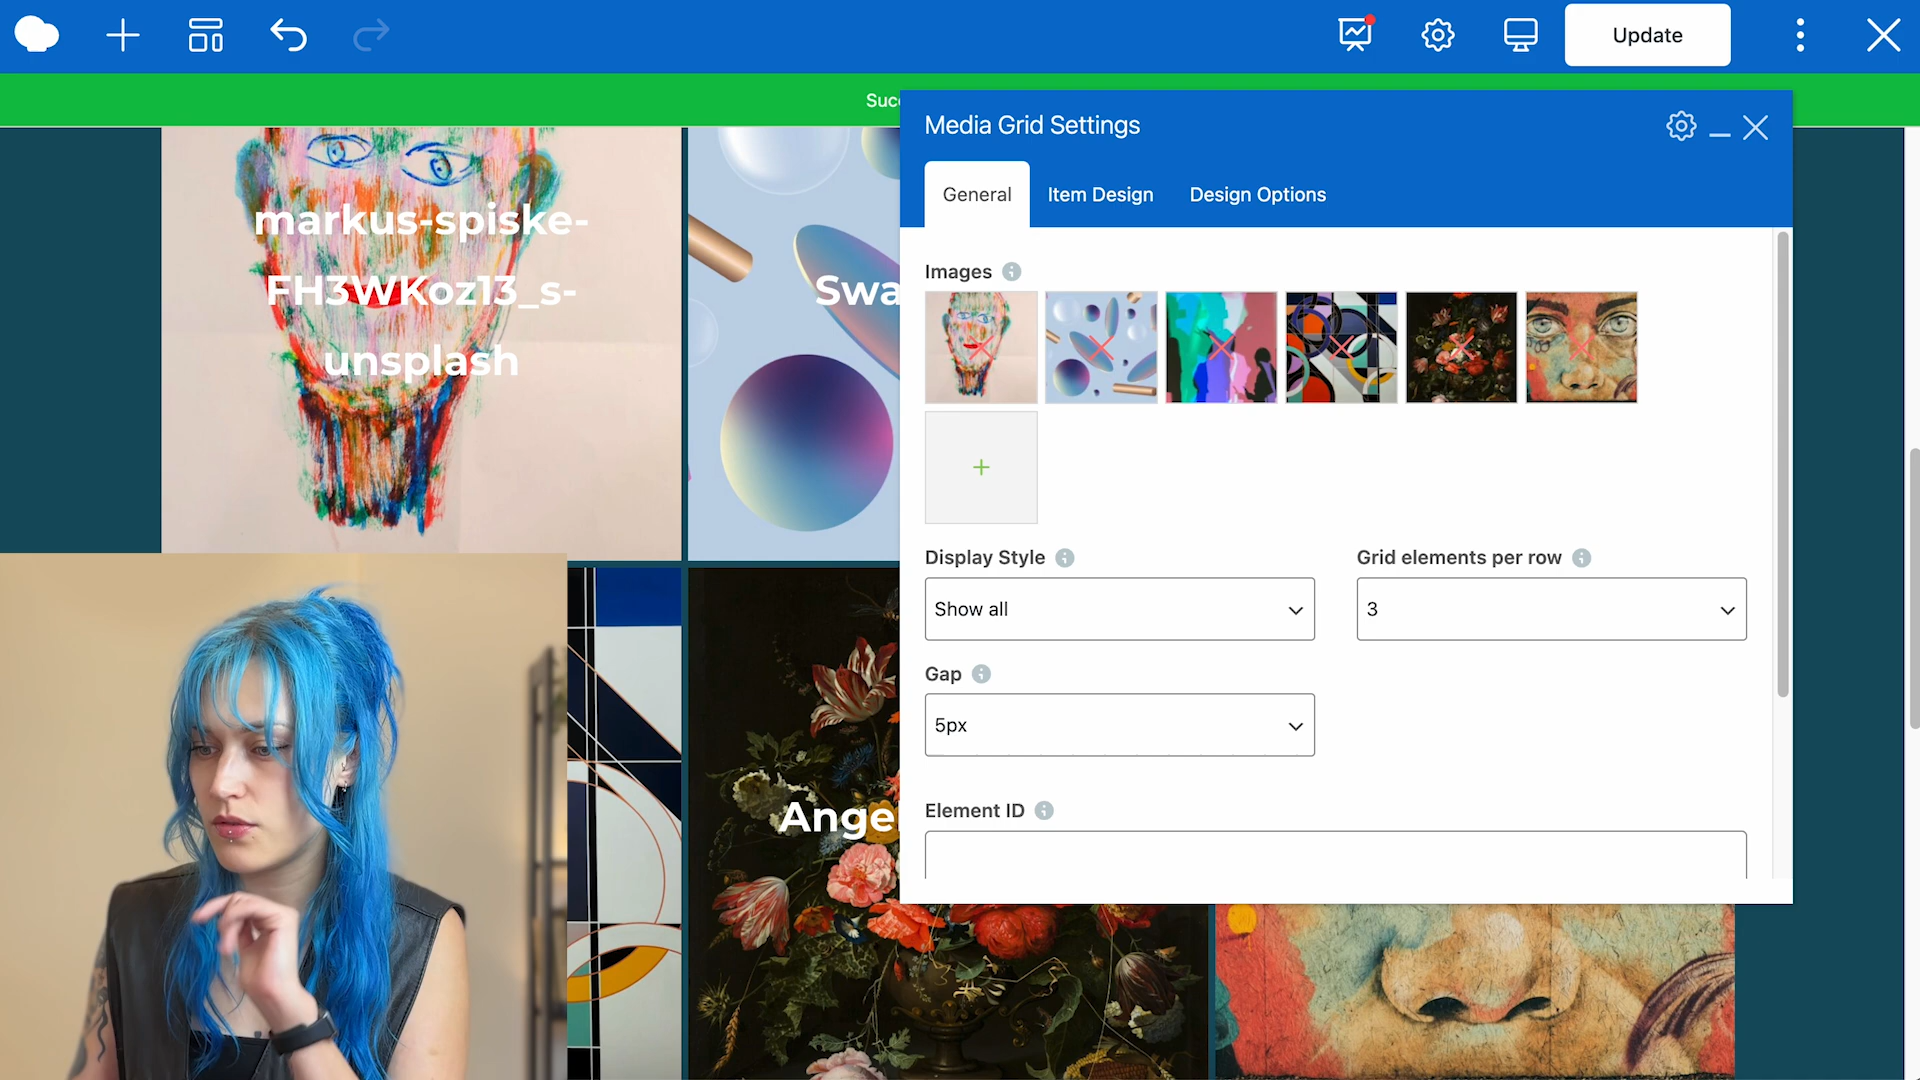 Update
Suc
Media Grid Settings
General
Item Design
Design Options
markus-spiske-
FH3WKoz13_s-
unsplash
Swa
Images
Display Style
Grid elements per row
Show all
3
Gap
5px
Element ID
Ange